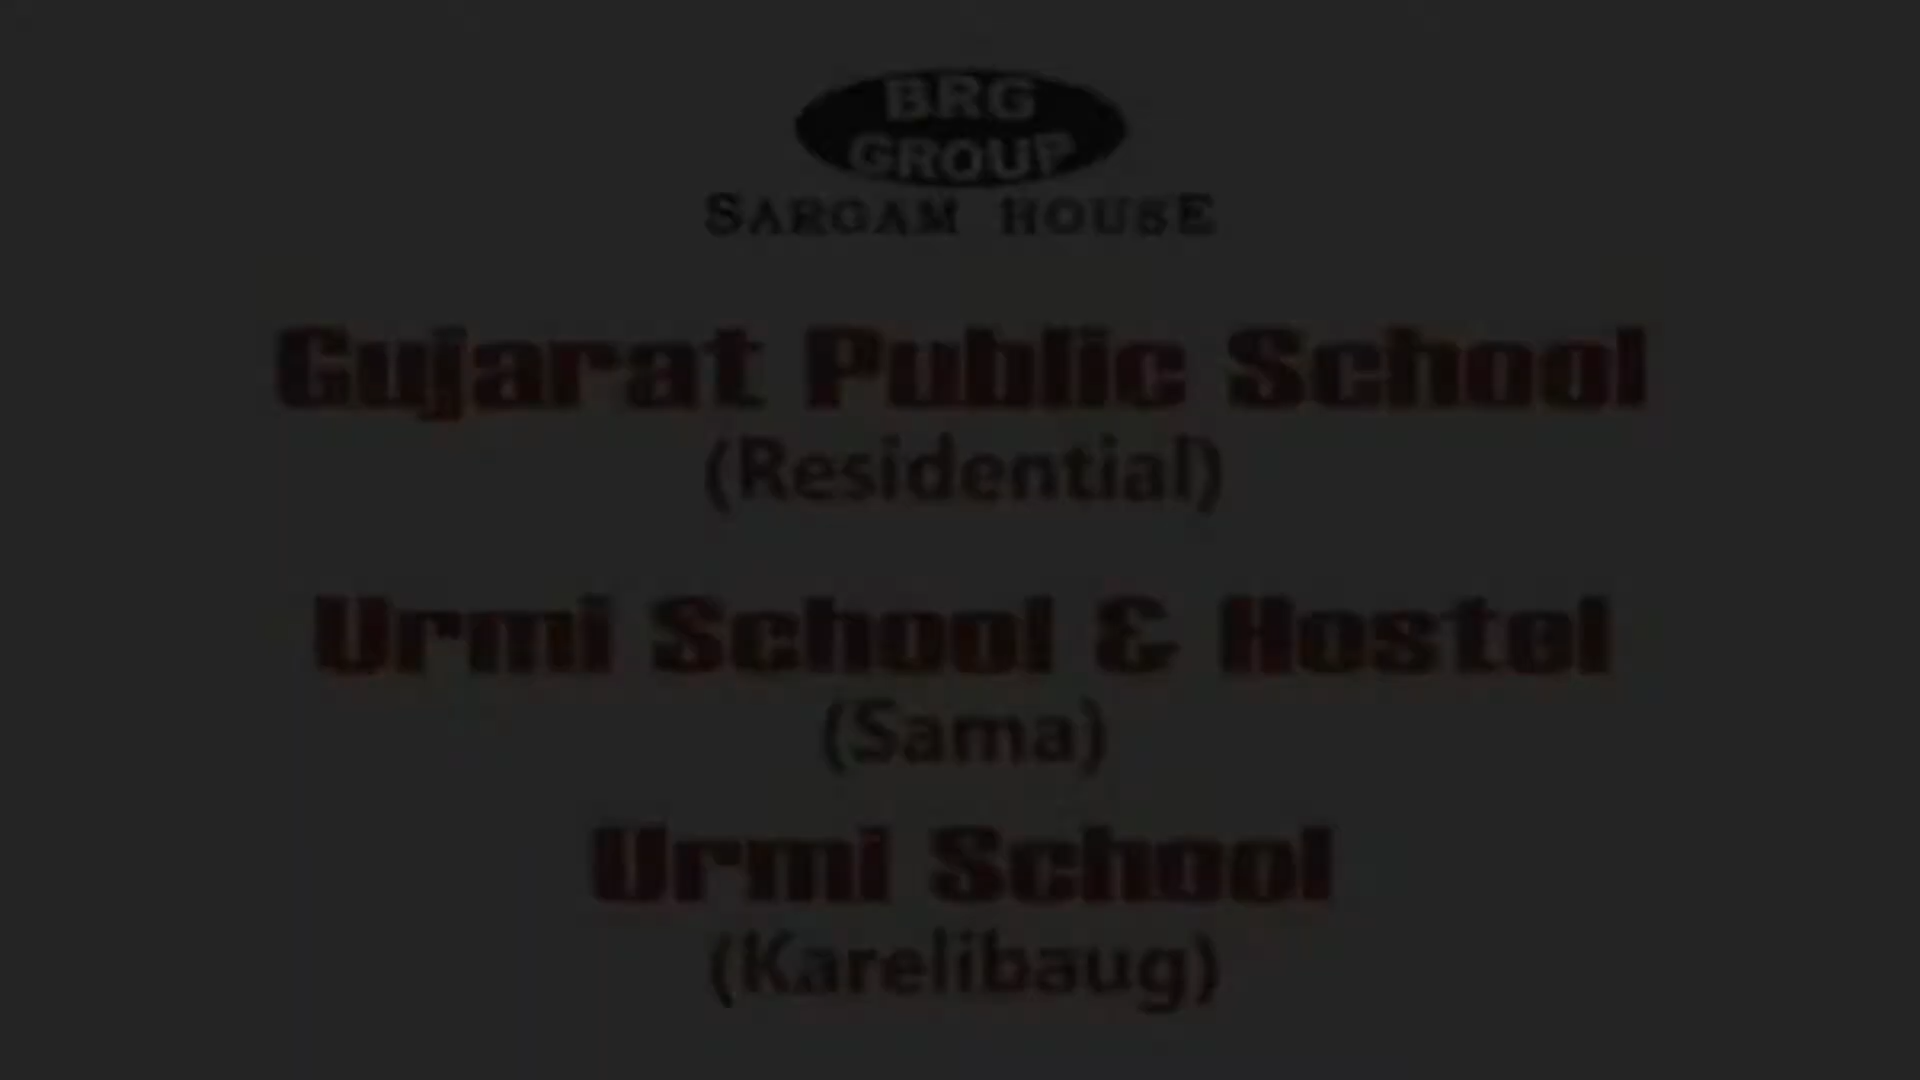 BRG
GROUP
SARGAM HOUSE
Gujarat Public School
(Residential)
Urmi School & Hostel
(Sama)
Urmi School
(Karelibaug)